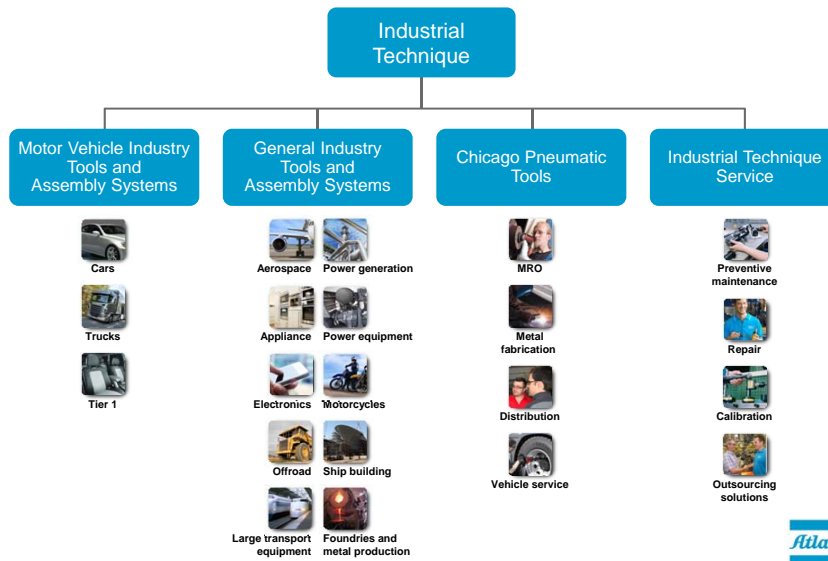 Industrial
Technique
Motor Vehicle Industry
Tools and
Assembly Systems
General Industry
Tools and
Assembly Systems
Chicago Pneumatic
Tools
Industrial Technique
Service
Cars
Trucks
Tier 1
Aerospace
Power generation
Appliance
Power equipment
Electronics
Motorcycles
Offroad
Ship building
Large transport
equipment
Foundries and
metal production
MRO
Metal
fabrication
Distribution
Vehicle service
Preventive
maintenance
Repair
Calibration
Outsourcing
solutions
Atla